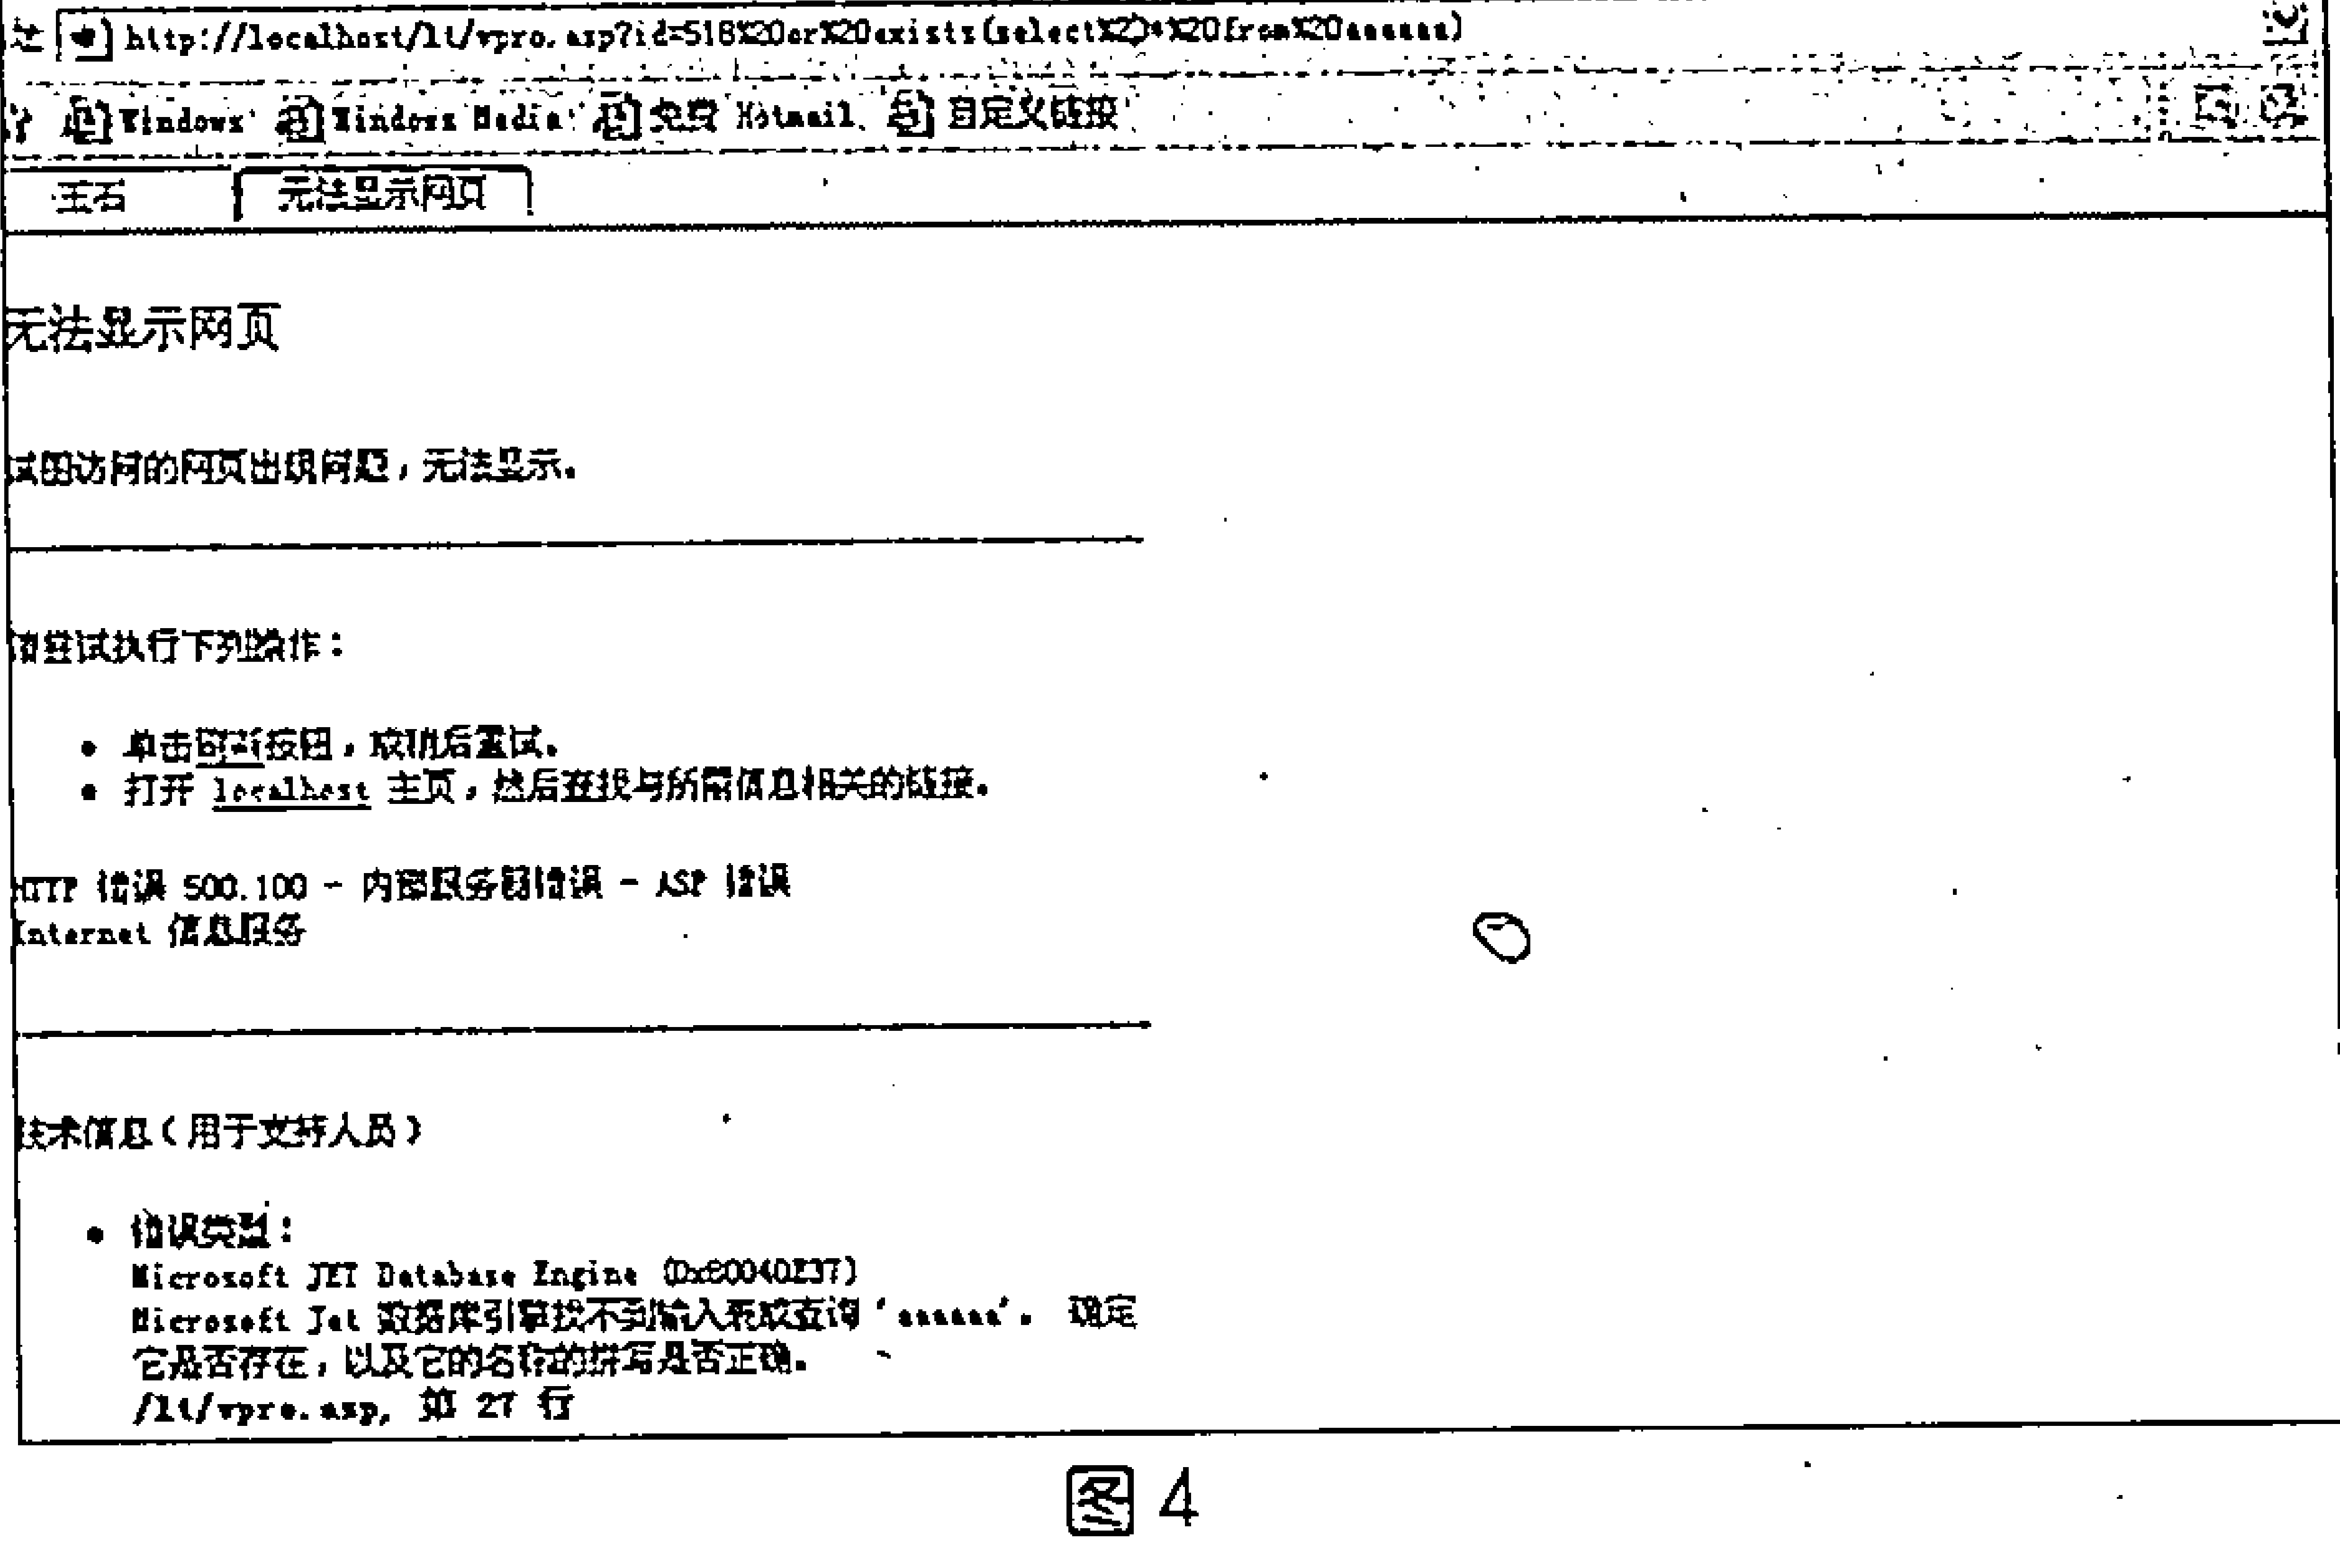 址 http://localhost/lt/vpro.asp?id=518%20or%20exists(select%20*%20from%20aaaaaa)
Windows Windows Media 免费 Hotmail 自定义链接
主页 无法显示网页
无法显示网页
试图访问的网页出现问题，无法显示。
请尝试执行下列操作：
• 单击刷新按钮，成功后重试。
• 打开 localhost 主页，然后查找与所需信息相关的链接。
HTTP 错误 500.100 - 内部服务器错误 - ASP 错误
Internet 信息服务
技术信息（用于支持人员）
• 错误类型：
Microsoft JET Database Engine (0x80040E37)
Microsoft Jet 数据库引擎找不到输入表或查询 'aaaaaa'。 确定
它是否存在，以及它的名称的拼写是否正确。
/lt/vpro.asp, 第 27 行
图 4